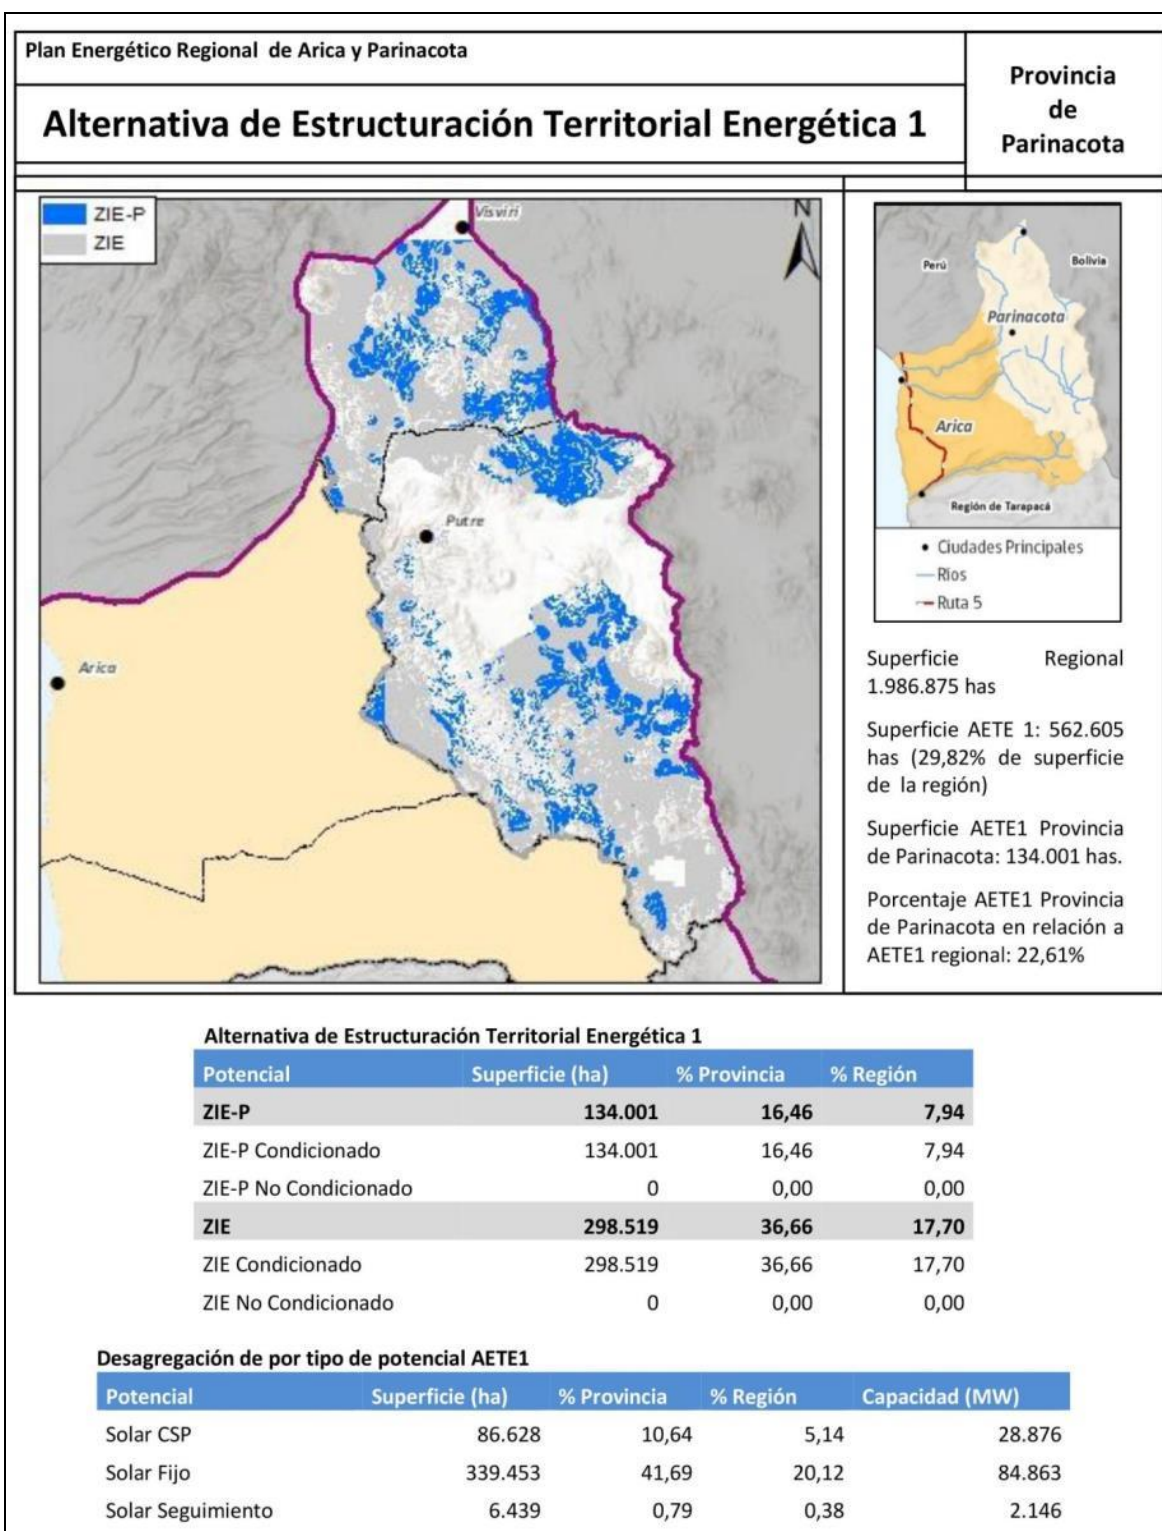 Plan Energético Regional de Arica y Parinacota
Alternativa de Estructuración Territorial Energética 1
Provincia
de
Parinacota
ZIE-P
ZIE
Visviri
N
Putre
Arica
Perú
Bolivia
Parinacota
Arica
Región de Tarapacá
Ciudades Principales
Ríos
Ruta 5
Superficie Regional
1.986.875 has
Superficie AETE 1: 562.605
has (29,82% de superficie
de la región)
Superficie AETE1 Provincia
de Parinacota: 134.001 has.
Porcentaje AETE1 Provincia
de Parinacota en relación a
AETE1 regional: 22,61%
Alternativa de Estructuración Territorial Energética 1
Potencial Superficie (ha) % Provincia % Región
ZIE-P 134.001 16,46 7,94
ZIE-P Condicionado 134.001 16,46 7,94
ZIE-P No Condicionado 0 0,00 0,00
ZIE 298.519 36,66 17,70
ZIE Condicionado 298.519 36,66 17,70
ZIE No Condicionado 0 0,00 0,00
Desagregación de por tipo de potencial AETE1
Potencial Superficie (ha) % Provincia % Región Capacidad (MW)
Solar CSP 86.628 10,64 5,14 28.876
Solar Fijo 339.453 41,69 20,12 84.863
Solar Seguimiento 6.439 0,79 0,38 2.146